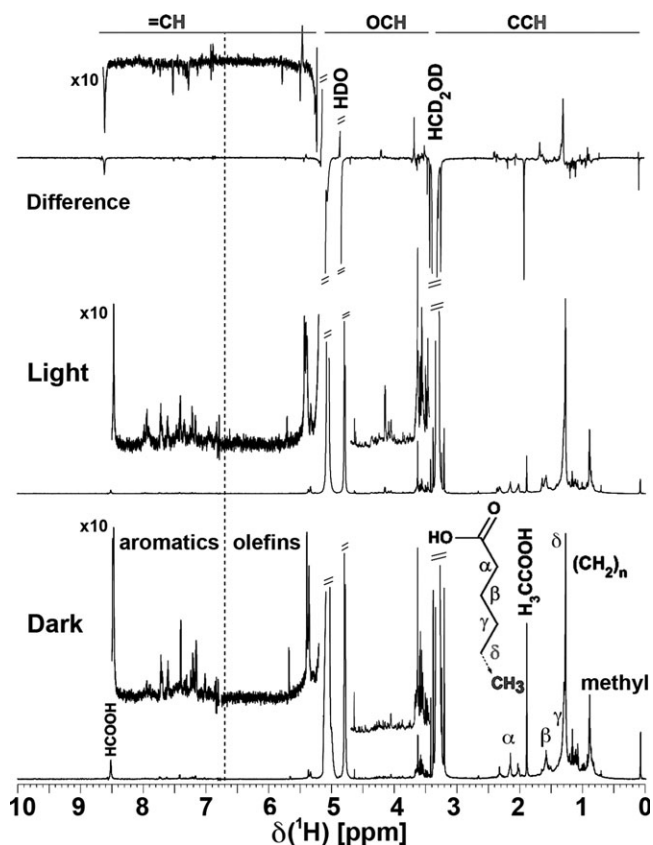 =CH OCH CCH
x10
HDO
HCD₂OD
Difference
x10
Light
x10
aromatics olefins
Dark
HCOOH
O
HO
α
β
γ
δ
CH₃
H₃CCOOH
δ
(CH₂)ₙ
methyl
α
β
γ
10 9 8 7 6 5 4 3 2 1 0
δ(¹H) [ppm]